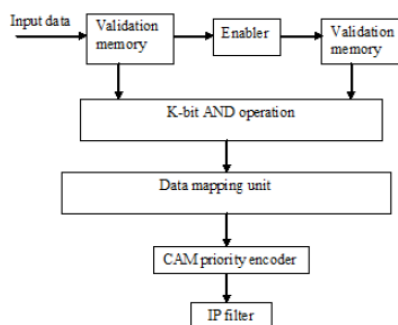 Input data
Validation
memory
Enabler
Validation
memory
K-bit AND operation
Data mapping unit
CAM priority encoder
IP filter